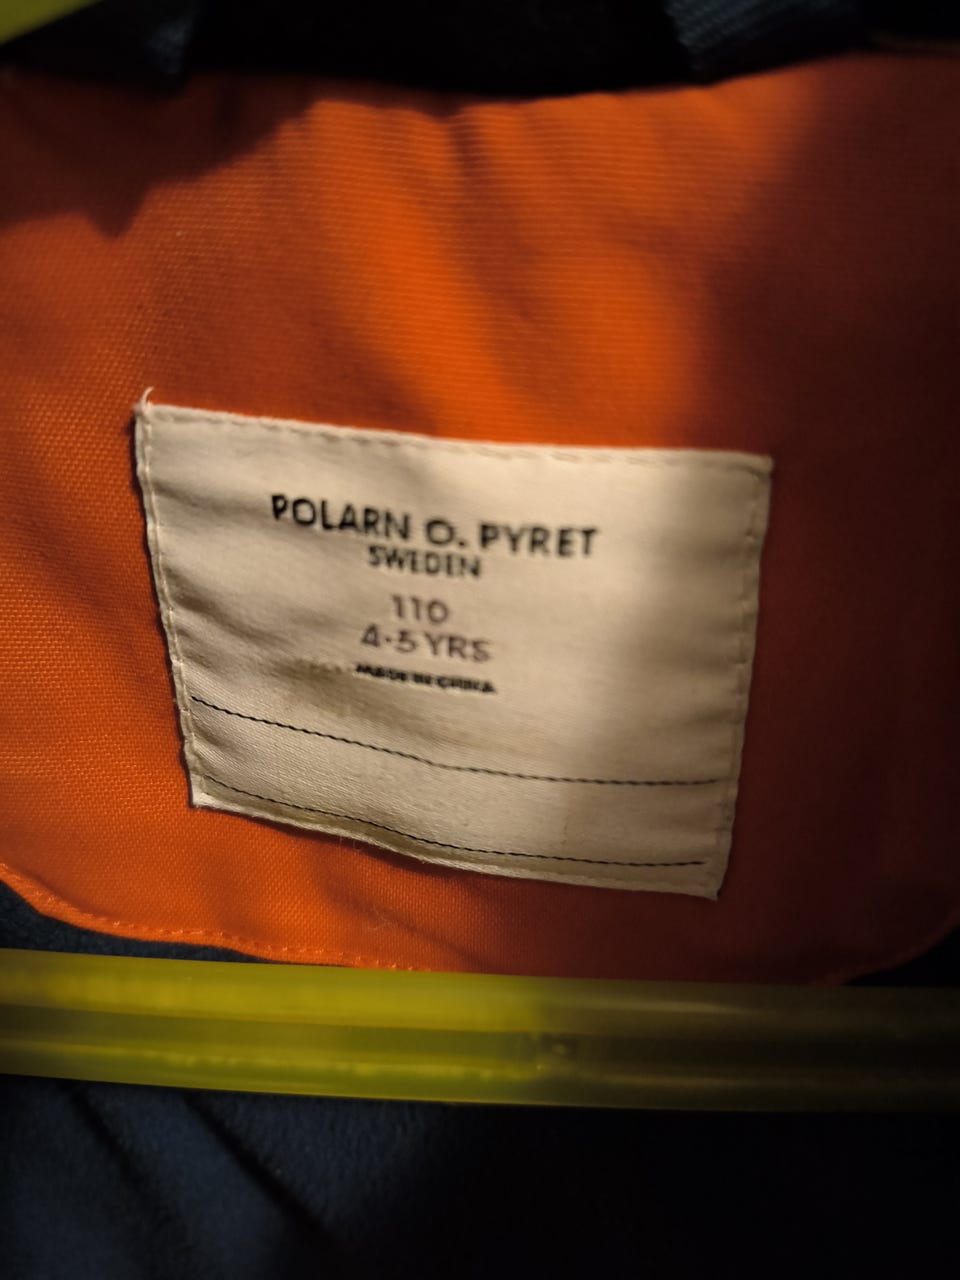 POLARN O. PYRET
SWEDEN
110
4-5 YRS
MADE IN CHINA